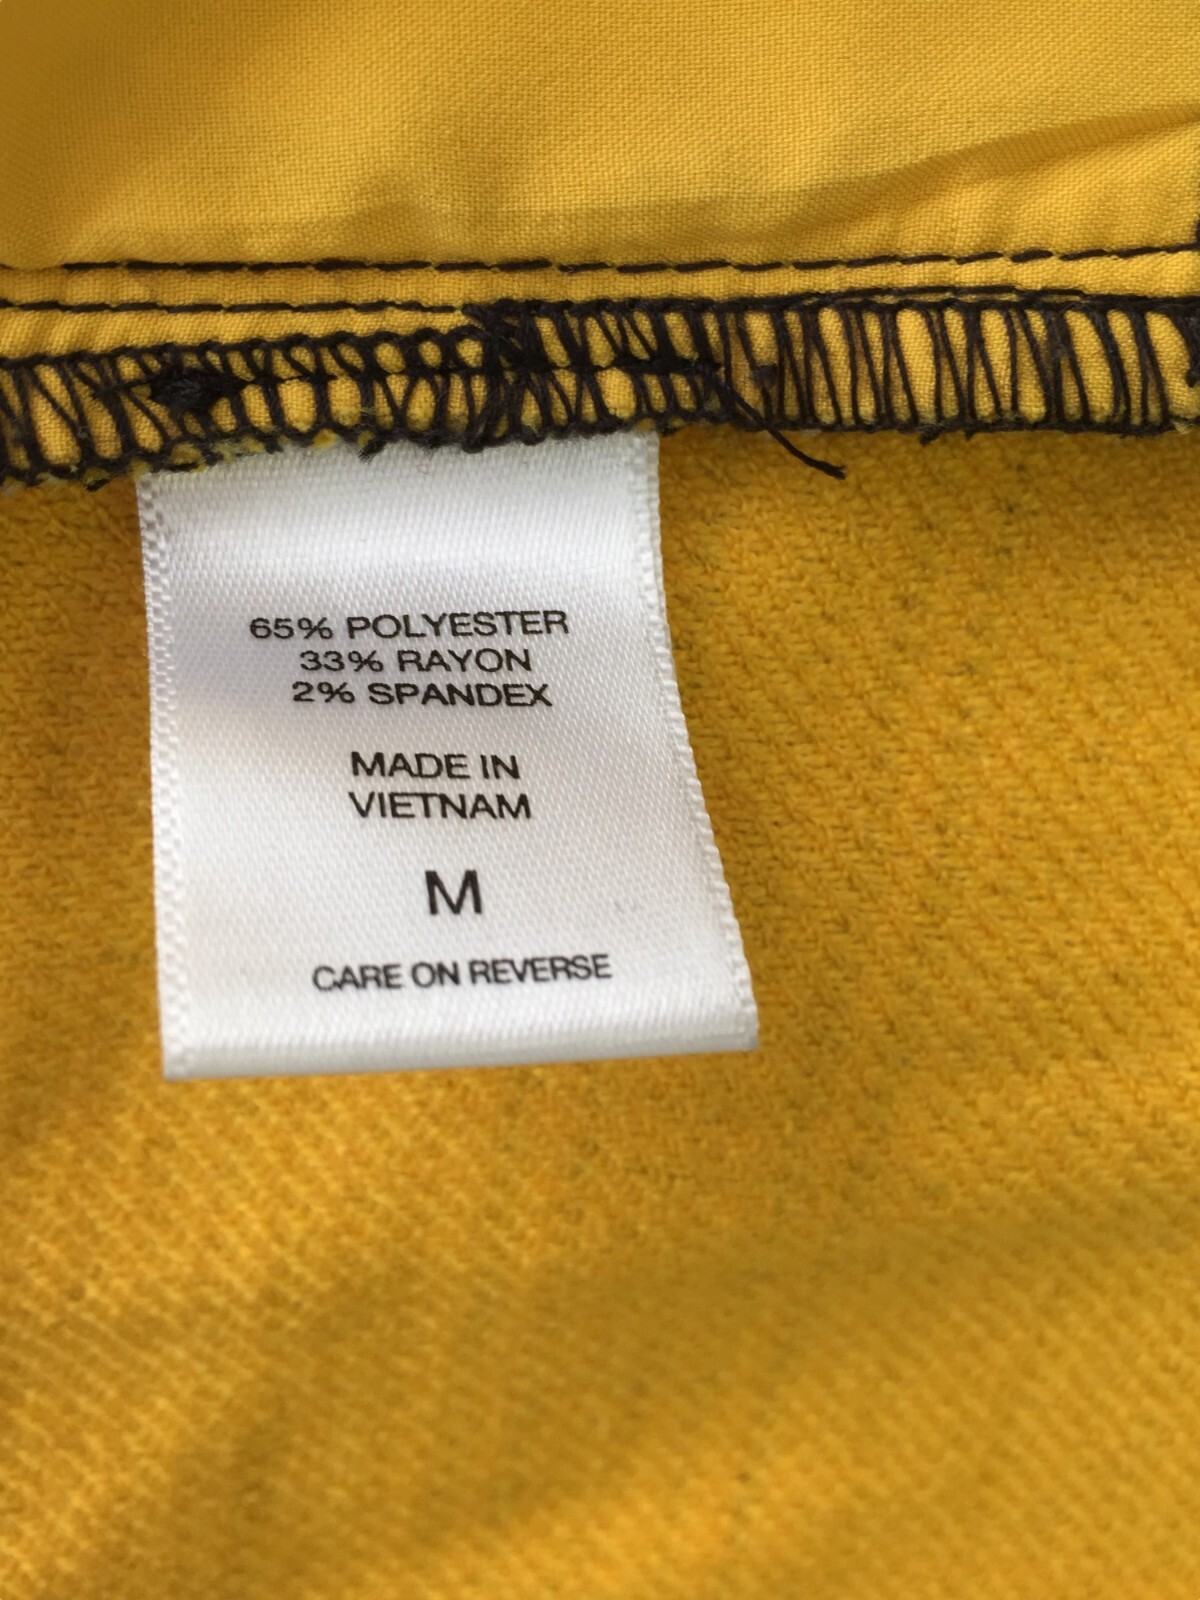 65% POLYESTER
33% RAYON
2% SPANDEX
MADE IN
VIETNAM
M
CARE ON REVERSE